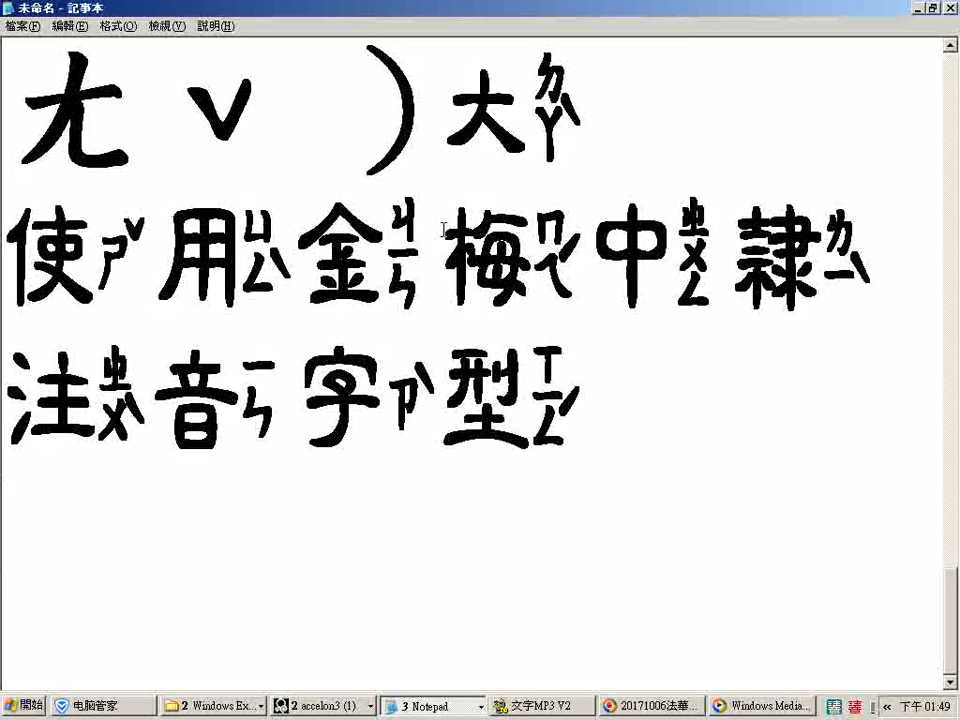 未命名 - 記事本
檔案(F) 編輯(E) 格式(O) 檢視(V) 說明(H)
ㄤˇ ) 大ㄉㄚˋ
使ㄕˇ用ㄩㄥˋ金ㄐㄧㄣ梅ㄇㄟˊ中ㄓㄨㄥ隸ㄌㄧˋ
注ㄓㄨˋ音ㄧㄣ字ㄗˋ型ㄒㄧㄥˊ
開始 电脑管家 2 Windows Ex... 2 accelon3 (1) 3 Notepad 文字MP3 V2 20171006法華... Windows Media... « 下午 01:49